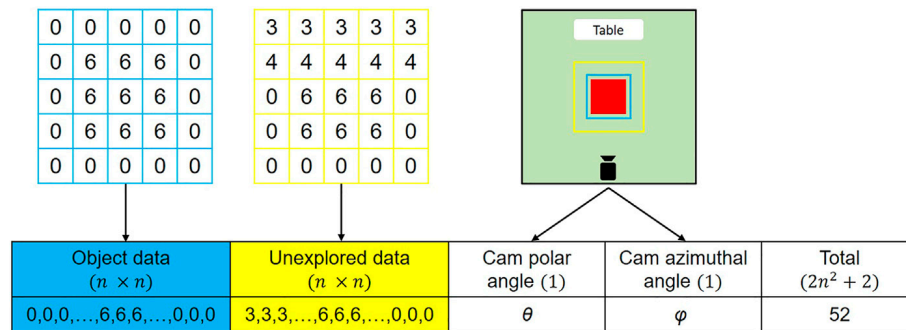 0 0 0 0 0
0 6 6 6 0
0 6 6 6 0
0 6 6 6 0
0 0 0 0 0
3 3 3 3 3
4 4 4 4 4
0 6 6 6 0
0 6 6 6 0
0 0 0 0 0
Table
Object data
(n × n)
Unexplored data
(n × n)
Cam polar
angle (1)
Cam azimuthal
angle (1)
Total
(2n² + 2)
0,0,0,…,6,6,6,…,0,0,0
3,3,3,…,6,6,6,…,0,0,0
θ
φ
52